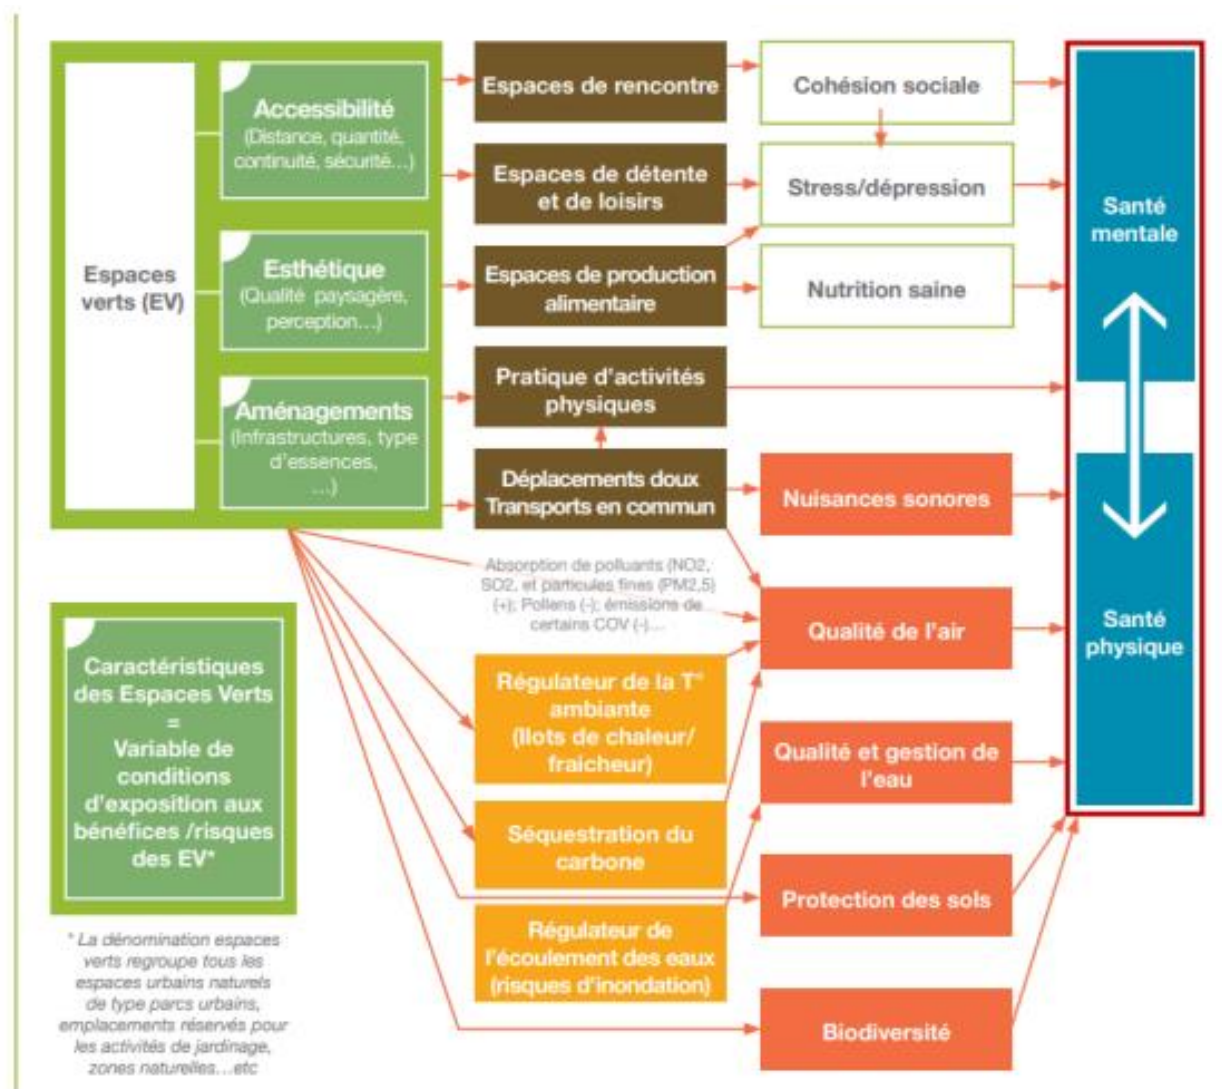 Espaces
verts (EV)
Accessibilité
(Distance, quantité,
continuité, sécurité…)
Esthétique
(Qualité paysagère,
perception…)
Aménagements
(Infrastructures, type
d'essences,
…)
Espaces de rencontre
Espaces de détente
et de loisirs
Espaces de production
alimentaire
Pratique d'activités
physiques
Déplacements doux
Transports en commun
Cohésion sociale
Stress/dépression
Nutrition saine
Nuisances sonores
Absorption de polluants (NO2,
SO2, et particules fines (PM2,5)
(+); Pollens (-); émissions de
certains COV (-)…
Qualité de l'air
Régulateur de la T°
ambiante
(Ilots de chaleur/
fraicheur)
Qualité et gestion de
l'eau
Séquestration du
carbone
Protection des sols
Régulateur de
l'écoulement des eaux
(risques d'inondation)
Biodiversité
Santé
mentale
Santé
physique
Caractéristiques
des Espaces Verts
=
Variable de
conditions
d'exposition aux
bénéfices /risques
des EV*
* La dénomination espaces
verts regroupe tous les
espaces urbains naturels
de type parcs urbains,
emplacements réservés pour
les activités de jardinage,
zones naturelles…etc